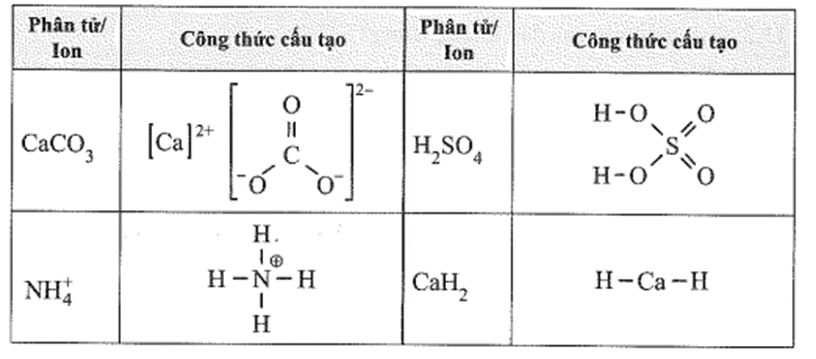 Phân tử/ Công thức cấu tạo Phân tử/ Công thức cấu tạo
Ion Ion
CaCO₃ [Ca]²⁺ [ O ]²⁻ H₂SO₄ H-O O
|| S
C H-O O
⁻O O⁻
NH₄⁺ H. CaH₂ H-Ca-H
| ⊕
H-N-H
|
H